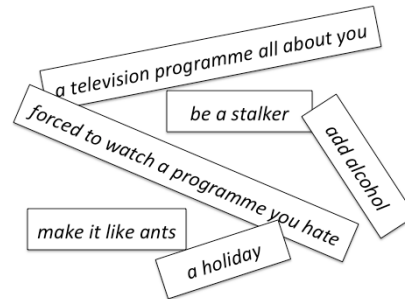 a television programme all about you
be a stalker
forced to watch a programme you hate
add alcohol
make it like ants
a holiday